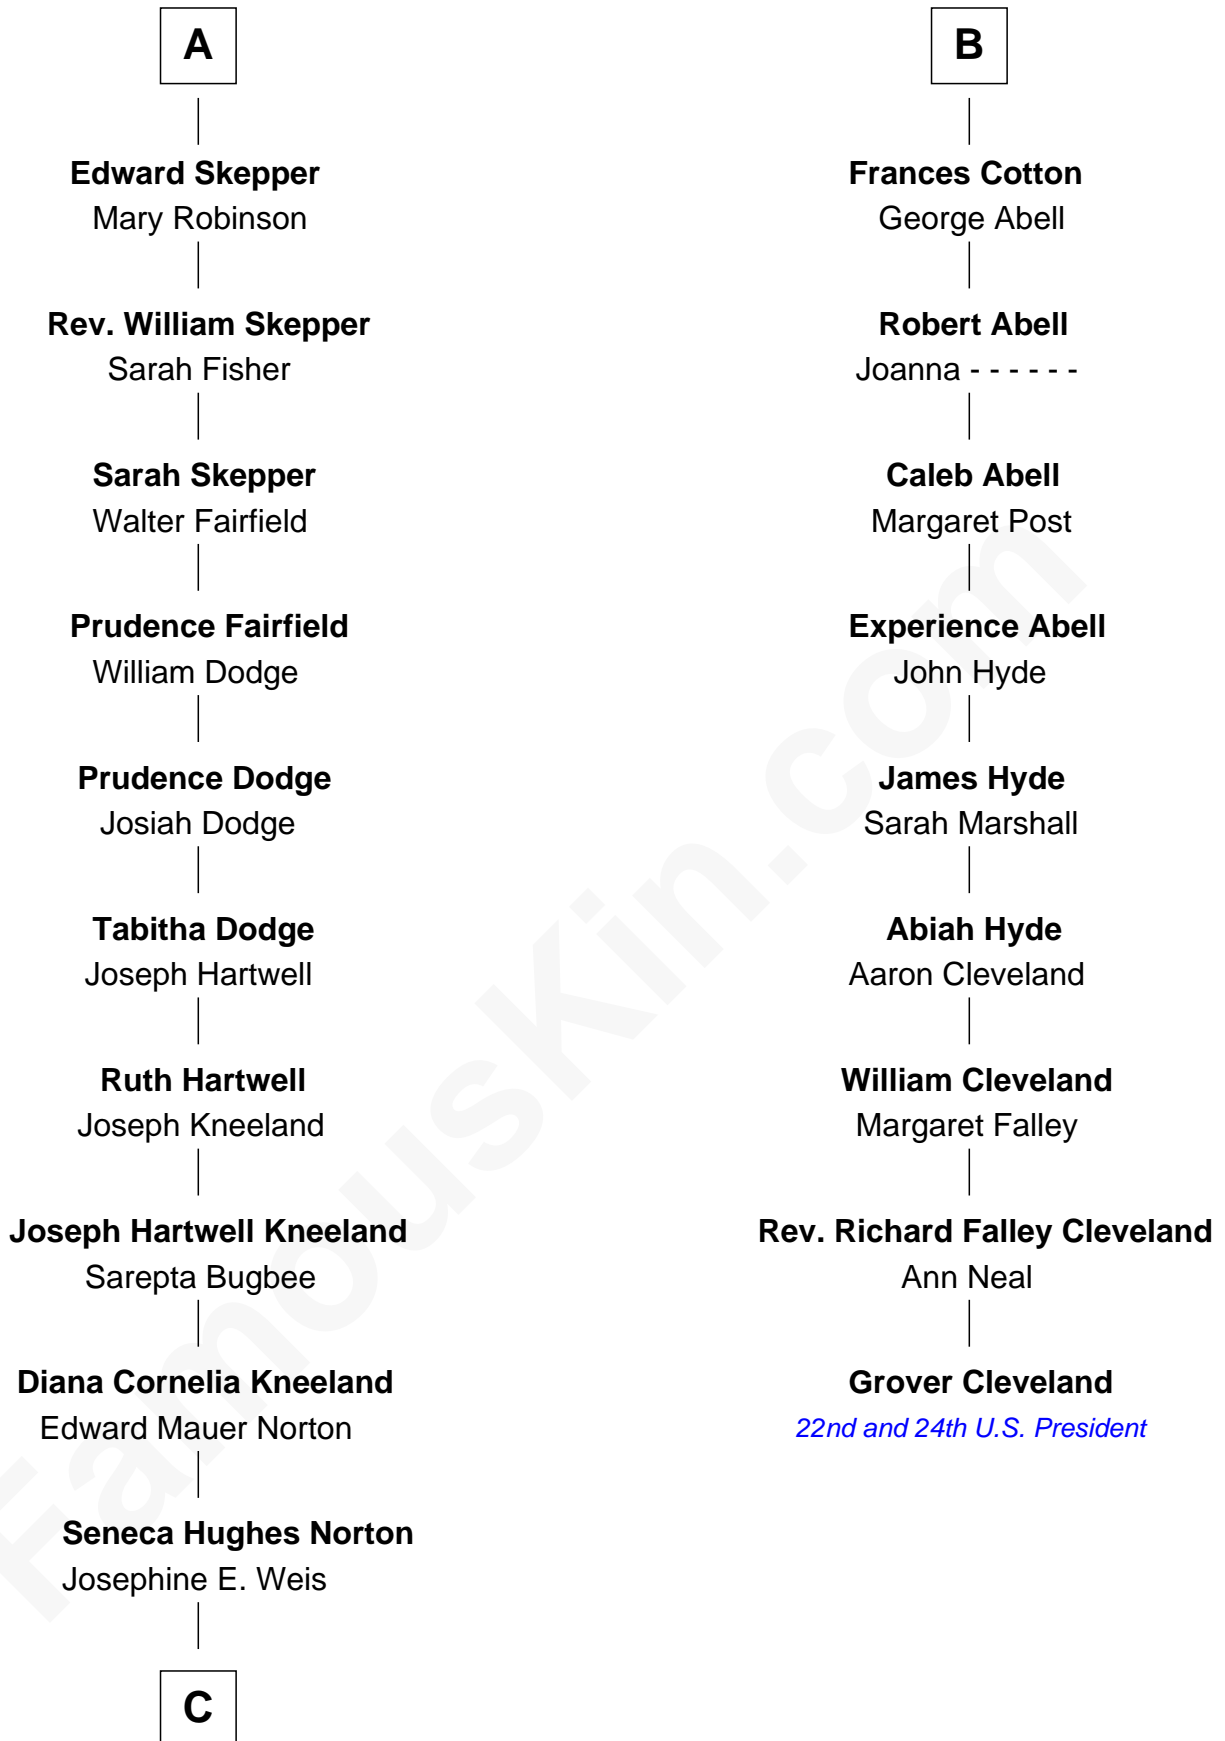 A
Edward Skepper
Mary Robinson
Rev. William Skepper
Sarah Fisher
Sarah Skepper
Walter Fairfield
Prudence Fairfield
William Dodge
Prudence Dodge
Josiah Dodge
Tabitha Dodge
Joseph Hartwell
Ruth Hartwell
Joseph Kneeland
Joseph Hartwell Kneeland
Sarepta Bugbee
Diana Cornelia Kneeland
Edward Mauer Norton
Seneca Hughes Norton
Josephine E. Weis
C
B
Frances Cotton
George Abell
Robert Abell
Joanna - - - - - -
Caleb Abell
Margaret Post
Experience Abell
John Hyde
James Hyde
Sarah Marshall
Abiah Hyde
Aaron Cleveland
William Cleveland
Margaret Falley
Rev. Richard Falley Cleveland
Ann Neal
Grover Cleveland
22nd and 24th U.S. President
FamousKin.com